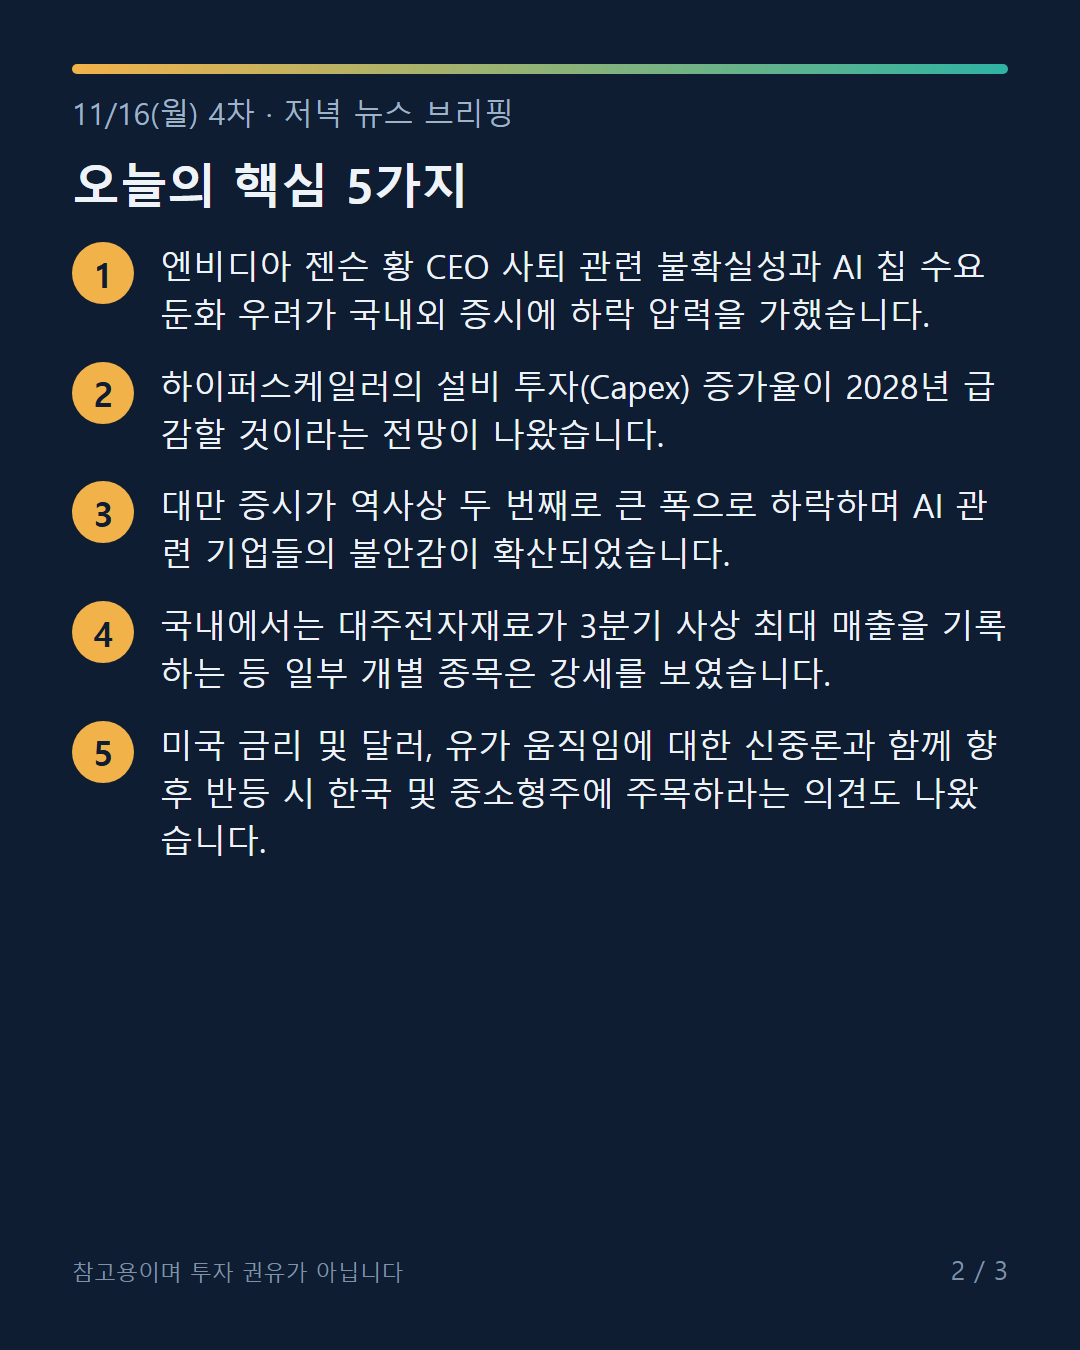 11/16(월) 4차 · 저녁 뉴스 브리핑
오늘의 핵심 5가지
1 엔비디아 젠슨 황 CEO 사퇴 관련 불확실성과 AI 칩 수요
둔화 우려가 국내외 증시에 하락 압력을 가했습니다.
2 하이퍼스케일러의 설비 투자(Capex) 증가율이 2028년 급
감할 것이라는 전망이 나왔습니다.
3 대만 증시가 역사상 두 번째로 큰 폭으로 하락하며 AI 관
련 기업들의 불안감이 확산되었습니다.
4 국내에서는 대주전자재료가 3분기 사상 최대 매출을 기록
하는 등 일부 개별 종목은 강세를 보였습니다.
5 미국 금리 및 달러, 유가 움직임에 대한 신중론과 함께 향
후 반등 시 한국 및 중소형주에 주목하라는 의견도 나왔
습니다.
참고용이며 투자 권유가 아닙니다
2 / 3